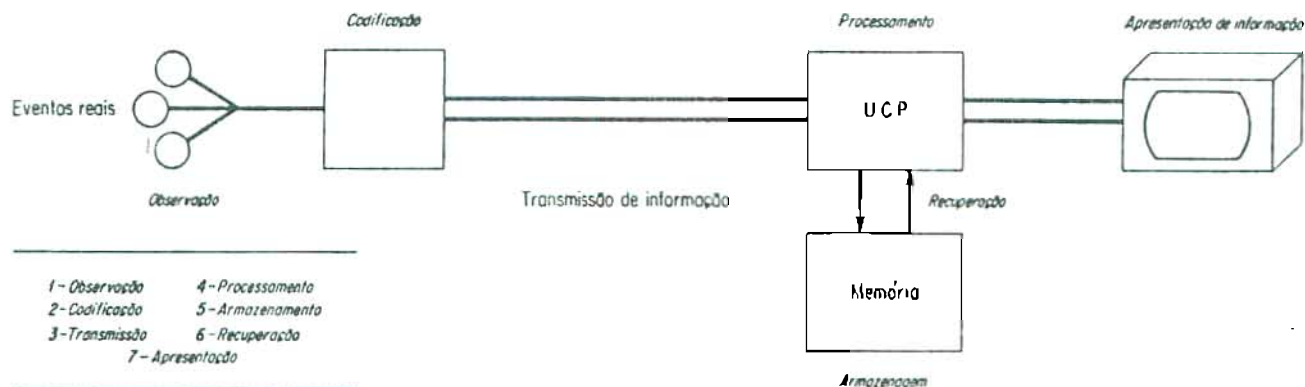 Codificação
Processamento
Apresentação de informação
Eventos reais
UCP
Observação
Transmissão de informação
Recuperação
Memória
Armazenagem
1-Observação 4-Processamento
2-Codificação 5-Armazenamento
3-Transmissão 6-Recuperação
7-Apresentação